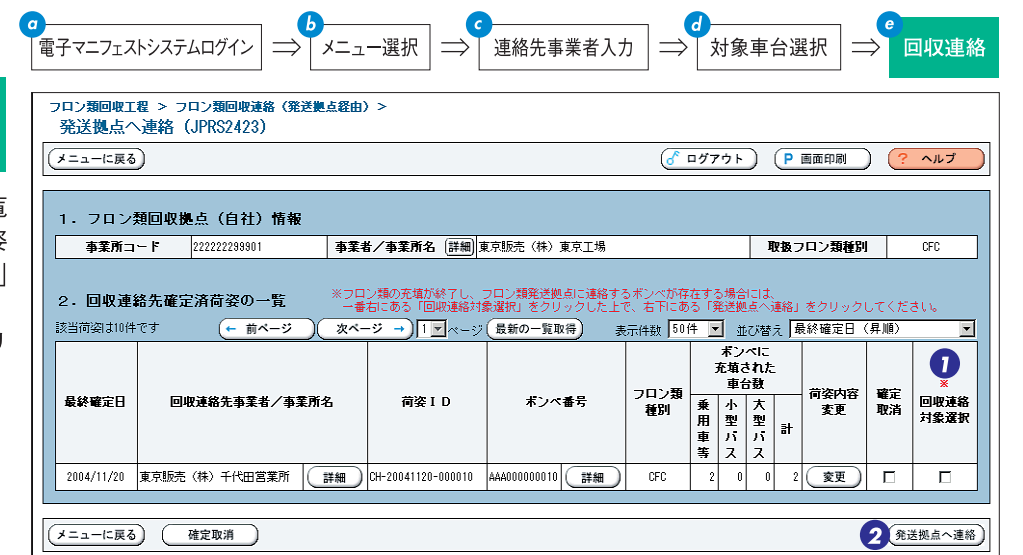 a b c d e
電子マニフェストシステムログイン ⇒ メニュー選択 ⇒ 連絡先事業者入力 ⇒ 対象車台選択 ⇒ 回収連絡
フロン類回収工程 > フロン類回収連絡（発送拠点経由）>
発送拠点へ連絡（JPRS2423）
メニューに戻る ログアウト P 画面印刷 ? ヘルプ
1．フロン類回収拠点（自社）情報
事業所コード 222222299901 事業者／事業所名 詳細 東京販売（株）東京工場 取扱フロン類種別 CFC
2．回収連絡先確定済荷姿の一覧
※フロン類の充填が終了し、フロン類発送拠点に連絡するボンベが存在する場合には、
一番右にある「回収連絡対象選択」をクリックした上で、右下にある「発送拠点へ連絡」をクリックしてください。
該当荷姿は10件です ← 前ページ 次ページ → 1 ページ 最新の一覧取得 表示件数 50件 並び替え 最終確定日（昇順）
最終確定日 回収連絡先事業者／事業所名 荷姿ＩＤ ボンベ番号
フロン類
種別
ボンベに
充填された
車台数
乗用車等 小型バス 大型バス 計
荷姿内容
変更
確定
取消
1
※
回収連絡
対象選択
2004/11/20 東京販売（株）千代田営業所 詳細 CH-20041120-000010 AAA000000010 詳細 CFC 2 0 0 2 変更
メニューに戻る 確定取消 2 発送拠点へ連絡